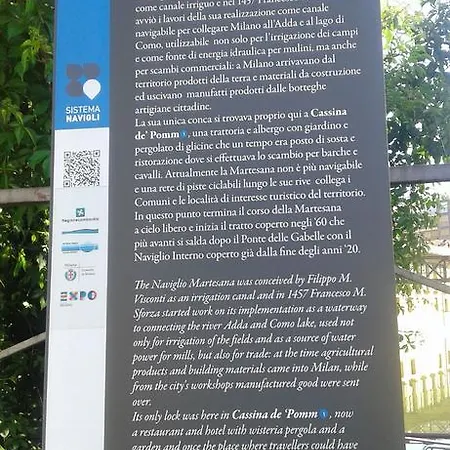 come canale irriguo e nel 1457 Francesco
avviò i lavori della sua realizzazione come canale
navigabile per collegare Milano all'Adda e al lago di
Como, utilizzabile non solo per l'irrigazione dei campi
e come fonte di energia idraulica per mulini, ma anche
per scambi commerciali: a Milano arrivavano dal
territorio prodotti della terra e materiali da costruzione
ed uscivano manufatti prodotti dalle botteghe
artigiane cittadine.
La sua unica conca si trovava proprio qui a Cassina
de' Pomm, una trattoria e albergo con giardino e
pergolato di glicine che un tempo era posto di sosta e
ristorazione dove si effettuava lo scambio per barche e
cavalli. Attualmente la Martesana non è più navigabile
e una rete di piste ciclabili lungo le sue rive collega i
Comuni e le località di interesse turistico del territorio.
In questo punto termina il corso della Martesana
a cielo libero e inizia il tratto coperto negli '60 che
più avanti si salda dopo il Ponte delle Gabelle con il
Naviglio Interno coperto già dalla fine degli anni '20.
The Naviglio Martesana was conceived by Filippo M.
Visconti as an irrigation canal and in 1457 Francesco M.
Sforza started work on its implementation as a waterway
to connecting the river Adda and Como lake, used not
only for irrigation of the fields and as a source of water
power for mills, but also for trade: at the time agricultural
products and building materials came into Milan, while
from the city's workshops manufactured good were sent
over.
Its only lock was here in Cassina de 'Pomm, now
a restaurant and hotel with wisteria pergola and a
garden and once the place where travellers could have
SISTEMA
NAVIGLI
Regione Lombardia
EXPO